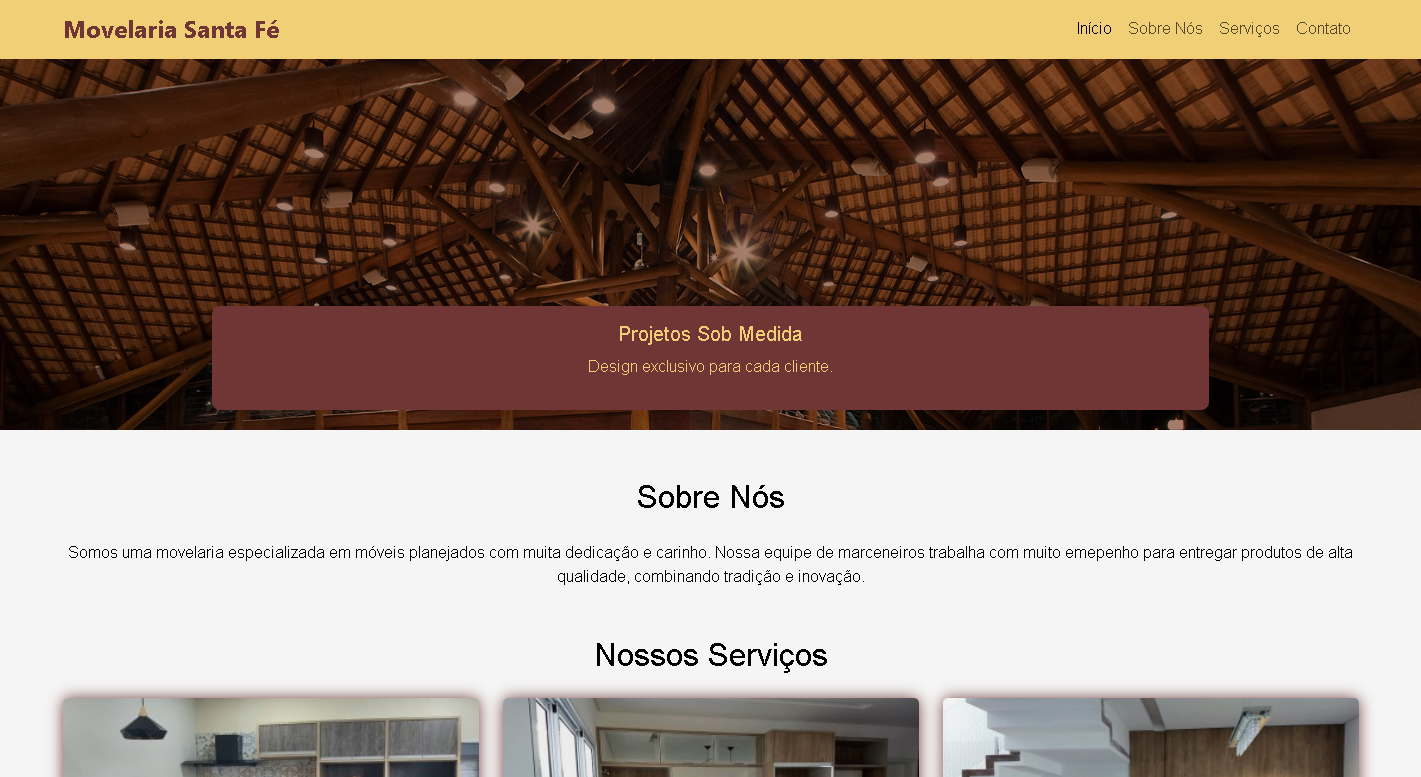 Movelaria Santa Fé
Início Sobre Nós Serviços Contato
Projetos Sob Medida
Design exclusivo para cada cliente.
Sobre Nós
Somos uma movelaria especializada em móveis planejados com muita dedicação e carinho. Nossa equipe de marceneiros trabalha com muito emepenho para entregar produtos de alta
qualidade, combinando tradição e inovação.
Nossos Serviços